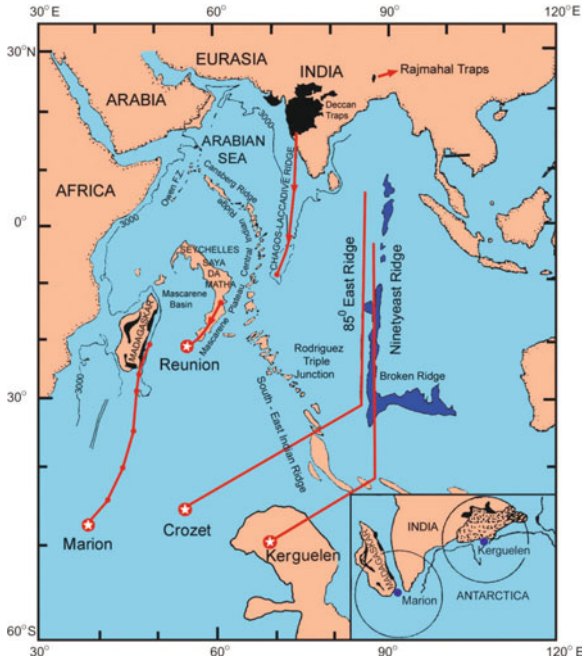 30° 60° 90° 120° E
30°N
EURASIA
INDIA
Rajmahal Traps
ARABIA
Deccan
Traps
3000
ARABIAN
SEA
Owen F.Z.
Carlsberg Ridge
CHAGOS-LACCADIVE RIDGE
AFRICA
3000
0°
Central Indian Ridge
SEYCHELLES
SAYA
DA
MATHA
Mascarene
Basin
Mascarene Plateau
MADAGASKAR
85⁰ East Ridge
Ninetyeast Ridge
Reunion
Rodriguez
Triple
Junction
Broken Ridge
3000
30°
South - East Indian Ridge
Marion
Crozet
Kerguelen
INDIA
MADAGASKAR
Kerguelen
Marion
ANTARCTICA
60°S
30° 60° 90° 120°E